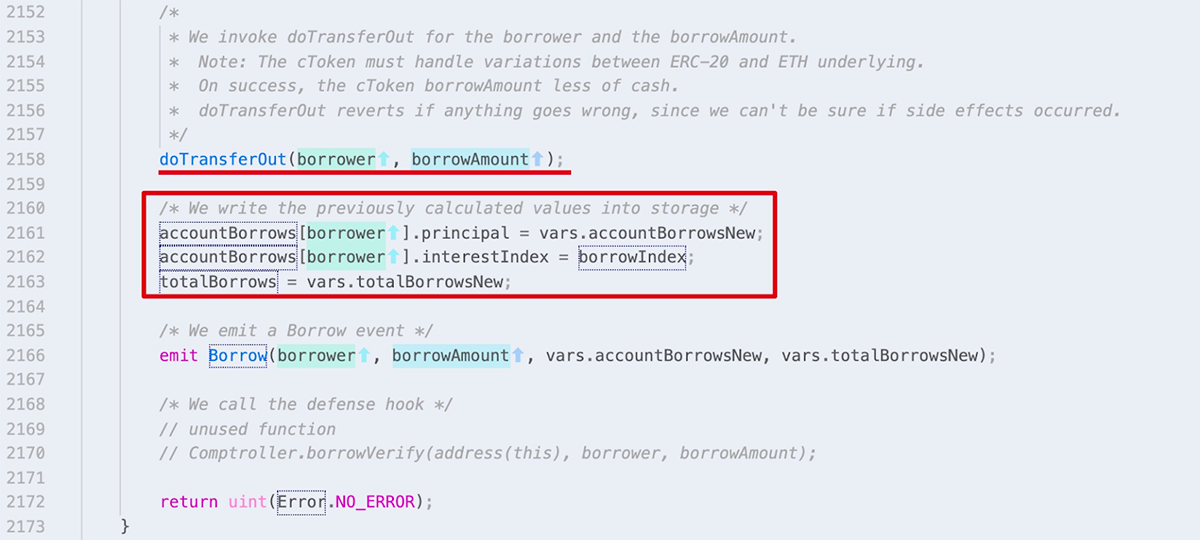 2152 /*
2153 * We invoke doTransferOut for the borrower and the borrowAmount.
2154 *  Note: The cToken must handle variations between ERC-20 and ETH underlying.
2155 *  On success, the cToken borrowAmount less of cash.
2156 *  doTransferOut reverts if anything goes wrong, since we can't be sure if side effects occurred.
2157 */
2158 doTransferOut(borrower⬆, borrowAmount⬆);
2159
2160 /* We write the previously calculated values into storage */
2161 accountBorrows[borrower⬆].principal = vars.accountBorrowsNew;
2162 accountBorrows[borrower⬆].interestIndex = borrowIndex;
2163 totalBorrows = vars.totalBorrowsNew;
2164
2165 /* We emit a Borrow event */
2166 emit Borrow(borrower⬆, borrowAmount⬆, vars.accountBorrowsNew, vars.totalBorrowsNew);
2167
2168 /* We call the defense hook */
2169 // unused function
2170 // Comptroller.borrowVerify(address(this), borrower, borrowAmount);
2171
2172 return uint(Error.NO_ERROR);
2173 }